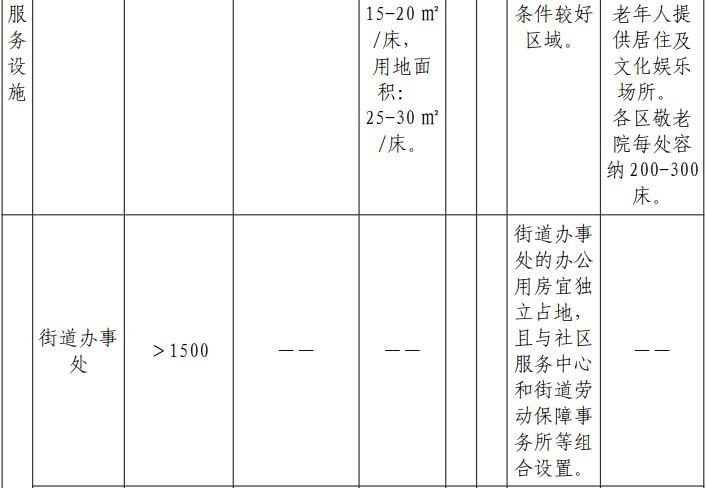 服
务
设
施
15-20 ㎡
/床，
用地面
积：
25-30 ㎡
/床。
条件较好
区域。
老年人提
供居住及
文化娱乐
场所。
各区敬老
院每处容
纳 200-300
床。
街道办事
处
>1500
——
——
街道办事
处的办公
用房宜独
立占地，
且与社区
服务中心
和街道劳
动保障事
务所等组
合设置。
——